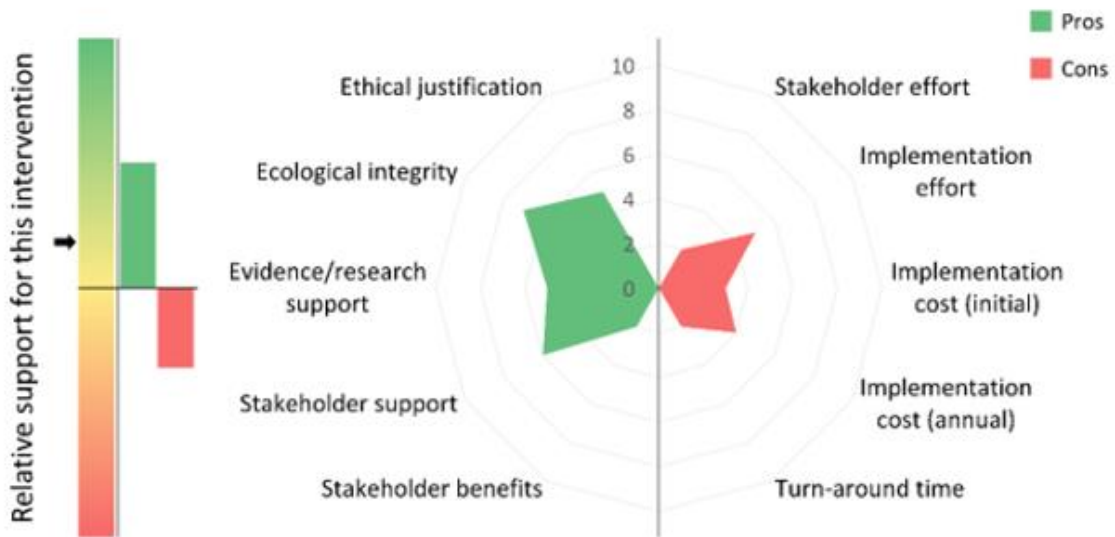 Relative support for this intervention
Pros
Cons
10
8
6
4
2
0
Ethical justification
Ecological integrity
Evidence/research
support
Stakeholder support
Stakeholder benefits
Stakeholder effort
Implementation
effort
Implementation
cost (initial)
Implementation
cost (annual)
Turn-around time